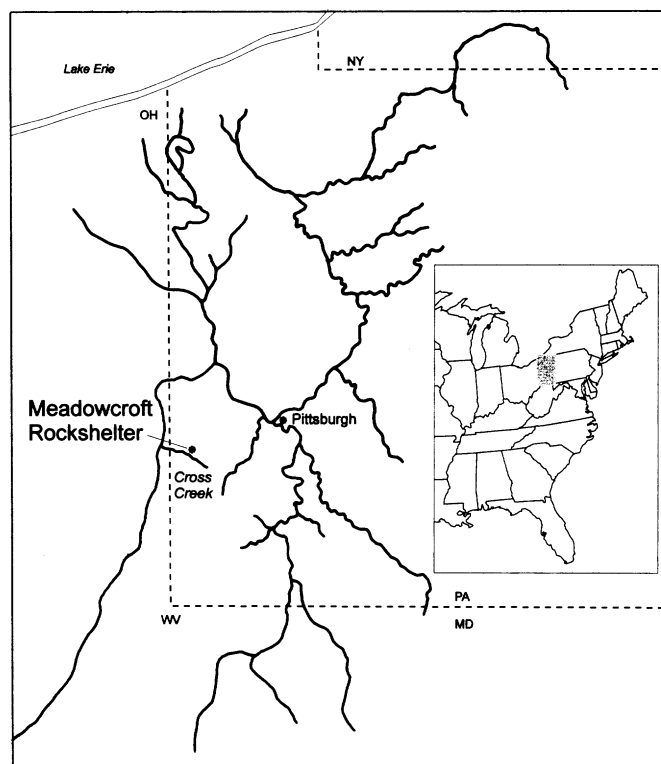 Lake Erie
NY
OH
Meadowcroft
Rockshelter
Pittsburgh
Cross
Creek
PA
WV
MD